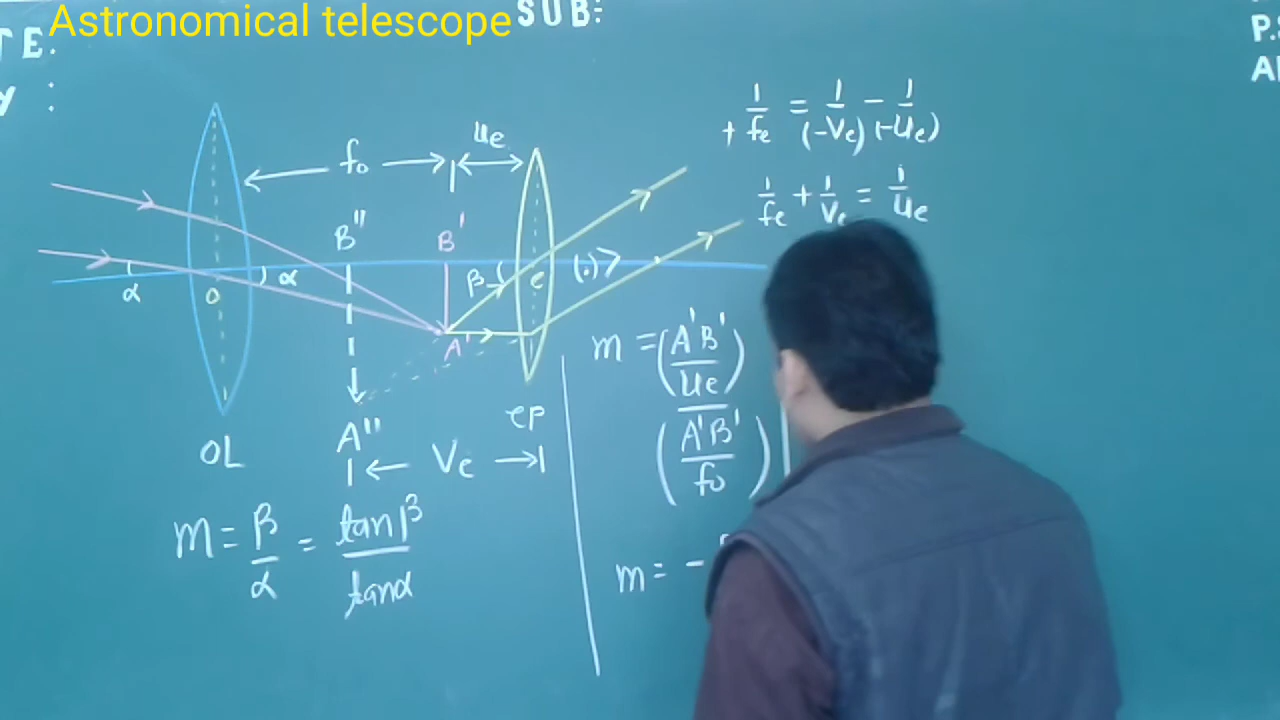 Astronomical telescope
SUB:
TE:
Y :
P.
A
1/fe = 1/(-Ve) - 1/(-ue)
+
1/fe + 1/Ve = 1/ue
fo
ue
B''
B'
α
α
O
β
e
(.)>
A'
A''
OL
eP
Ve
m = β/α = tanβ/tanα
m = (A'B'/ue)/(A'B'/fo)
m = -